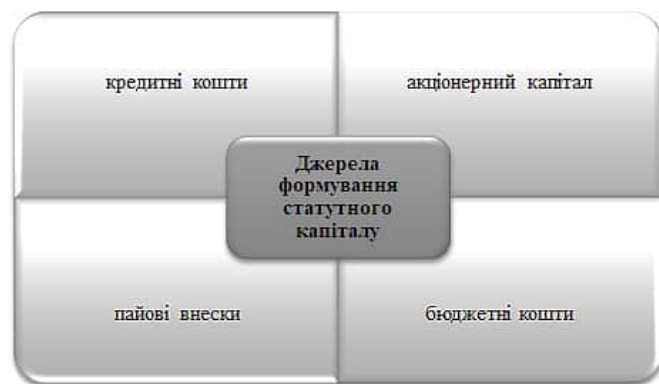 кредитні кошти
акціонерний капітал
Джерела
формування
статутного
капіталу
пайові внески
бюджетні кошти